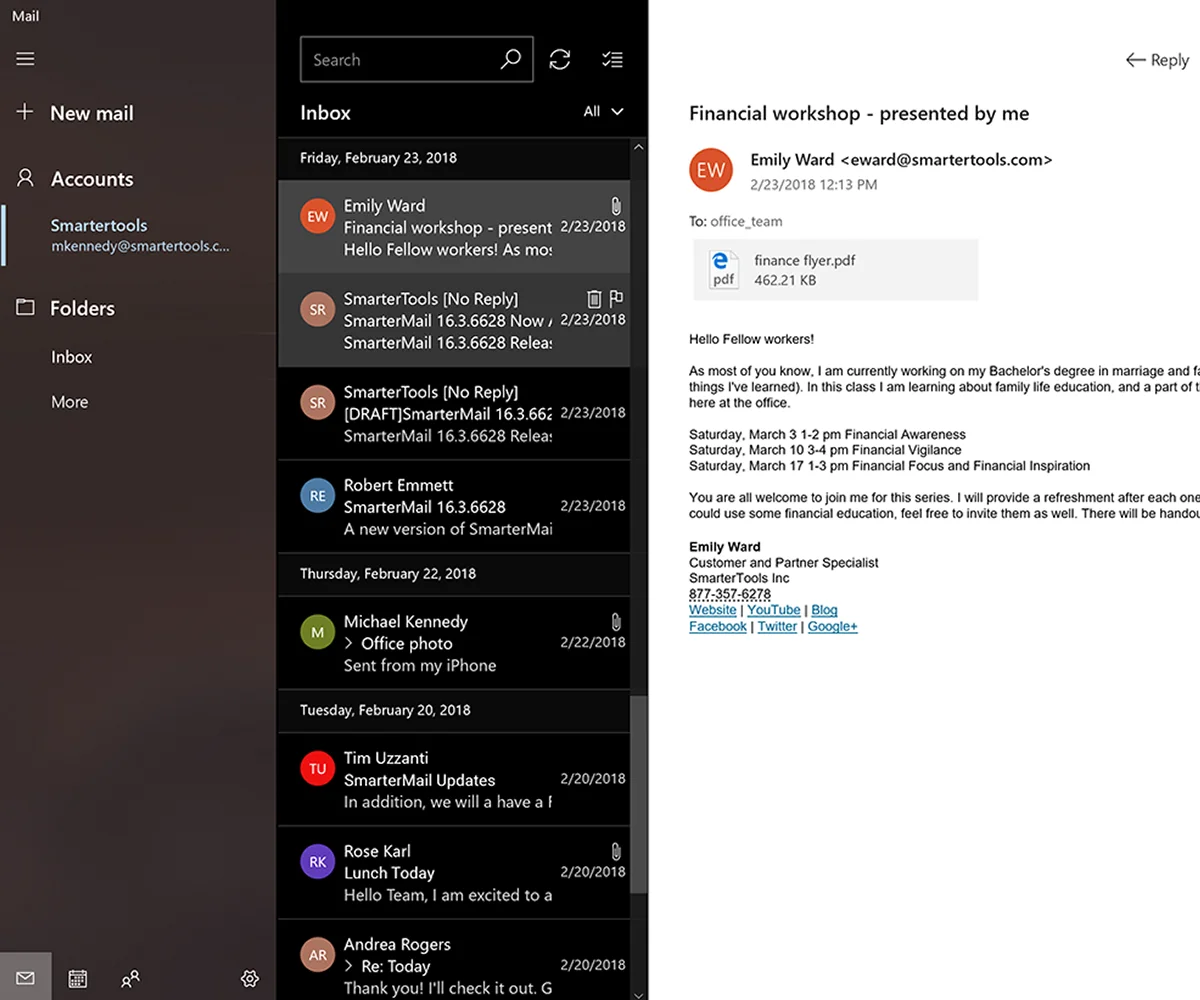 Mail
New mail
Accounts
Smartertools
mkennedy@smartertools.c...
Folders
Inbox
More
Search
Inbox
All
Friday, February 23, 2018
EW
Emily Ward
Financial workshop - present 2/23/2018
Hello Fellow workers! As mos
SR
SmarterTools [No Reply]
SmarterMail 16.3.6628 Now 2/23/2018
SmarterMail 16.3.6628 Releas
SR
SmarterTools [No Reply]
[DRAFT]SmarterMail 16.3.662 2/23/2018
SmarterMail 16.3.6628 Releas
RE
Robert Emmett
SmarterMail 16.3.6628 2/23/2018
A new version of SmarterMai
Thursday, February 22, 2018
M
Michael Kennedy
> Office photo 2/22/2018
Sent from my iPhone
Tuesday, February 20, 2018
TU
Tim Uzzanti
SmarterMail Updates 2/20/2018
In addition, we will a have a
RK
Rose Karl
Lunch Today 2/20/2018
Hello Team, I am excited to a
AR
Andrea Rogers
> Re: Today 2/20/2018
Thank you! I'll check it out. G
Reply
Financial workshop - presented by me
EW
Emily Ward <eward@smartertools.com>
2/23/2018 12:13 PM
To: office_team
pdf
finance flyer.pdf
462.21 KB
Hello Fellow workers!
As most of you know, I am currently working on my Bachelor's degree in marriage and fa
things I've learned). In this class I am learning about family life education, and a part of t
here at the office.
Saturday, March 3 1-2 pm Financial Awareness
Saturday, March 10 3-4 pm Financial Vigilance
Saturday, March 17 1-3 pm Financial Focus and Financial Inspiration
You are all welcome to join me for this series. I will provide a refreshment after each one
could use some financial education, feel free to invite them as well. There will be handou
Emily Ward
Customer and Partner Specialist
SmarterTools Inc
877-357-6278
Website | YouTube | Blog
Facebook | Twitter | Google+